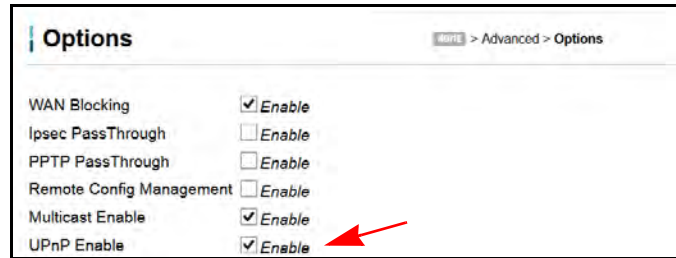 Options
HOME > Advanced > Options
WAN Blocking Enable
Ipsec PassThrough Enable
PPTP PassThrough Enable
Remote Config Management Enable
Multicast Enable Enable
UPnP Enable Enable